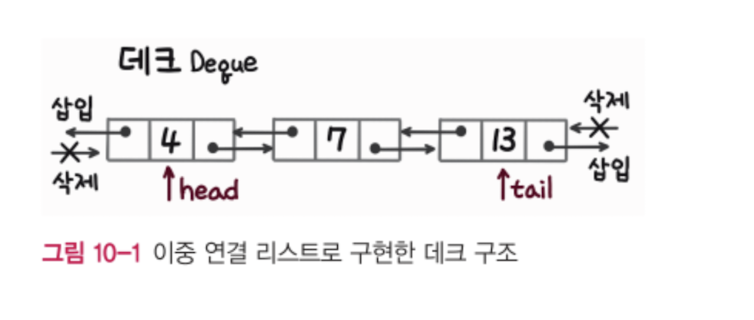 데크 Deque
삽입
삭제
4
7
13
삭제
삽입
head
tail
그림 10-1 이중 연결 리스트로 구현한 데크 구조